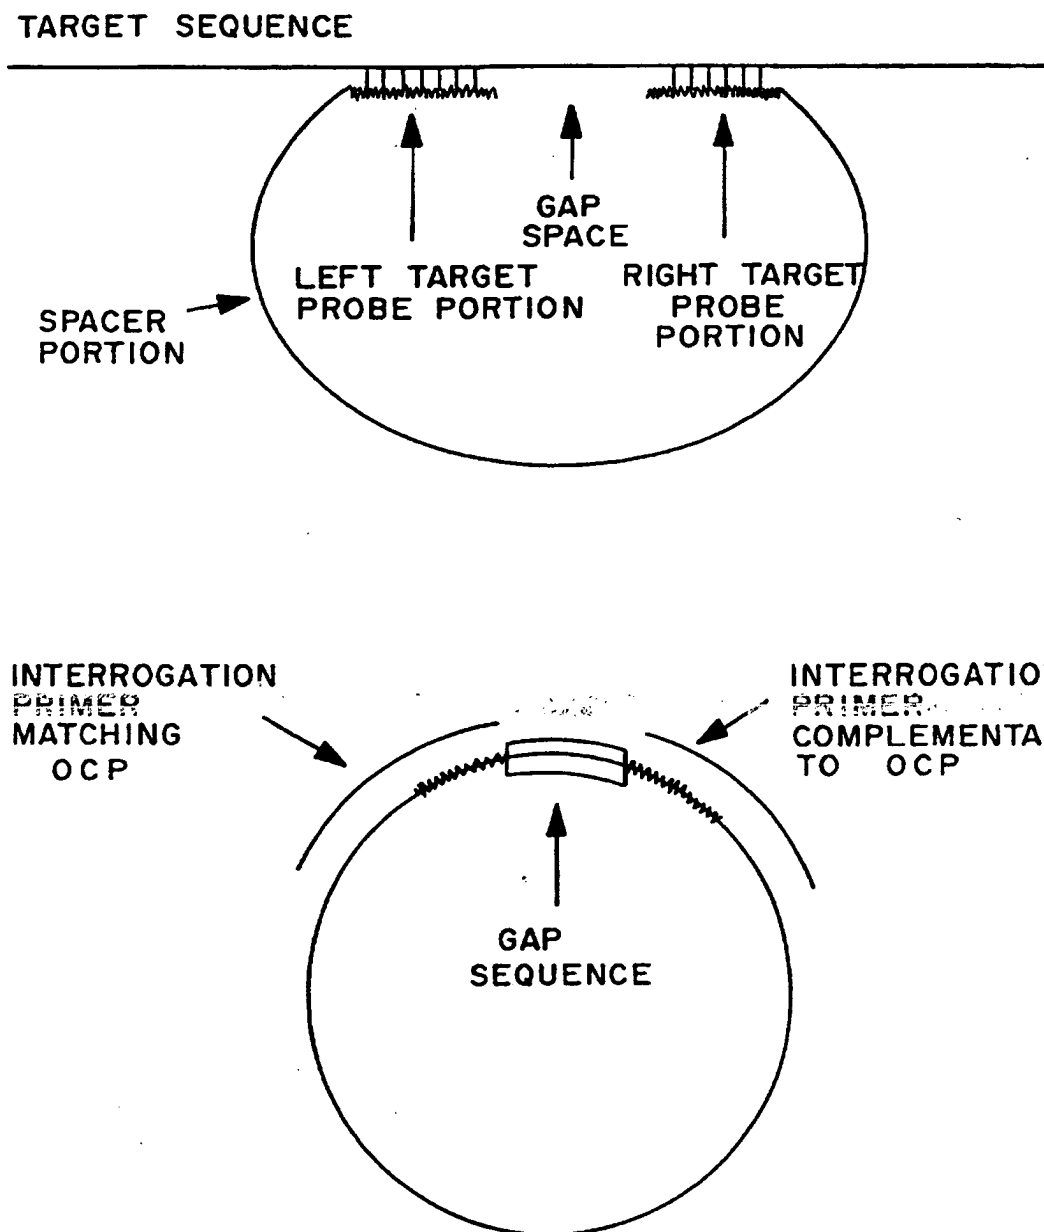 TARGET SEQUENCE
GAP
SPACE
LEFT TARGET
PROBE PORTION
RIGHT TARGET
PROBE
PORTION
SPACER
PORTION
INTERROGATION
PRIMER
MATCHING
OCP
INTERROGATIO
PRIMER
COMPLEMENTA
TO OCP
GAP
SEQUENCE